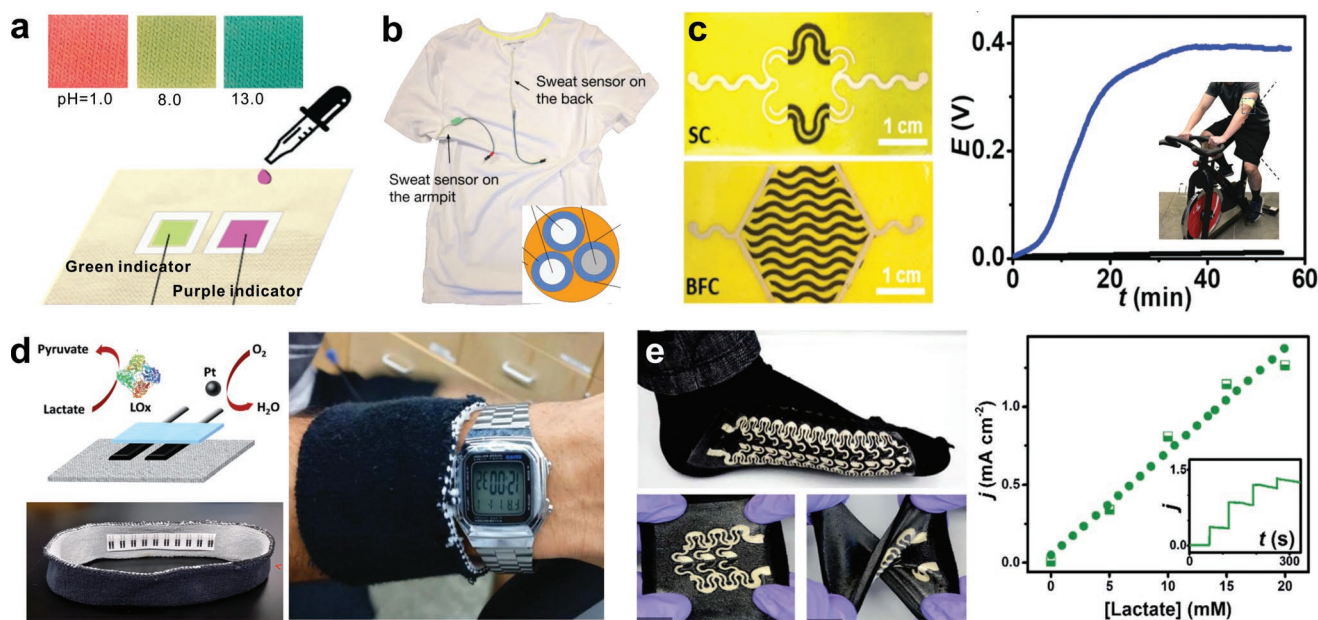 a
pH=1.0
8.0
13.0
Green indicator
Purple indicator
b
Sweat sensor on
the back
Sweat sensor on
the armpit
c
SC
1 cm
BFC
1 cm
E (V)
0.4
0.2
0.0
0
20
40
60
t (min)
d
Pyruvate
Lactate
LOx
Pt
O₂
H₂O
e
j (mA cm⁻²)
1.0
0.5
0.0
0
5
10
15
20
[Lactate] (mM)
1.5
0.0
j
t (s)
300